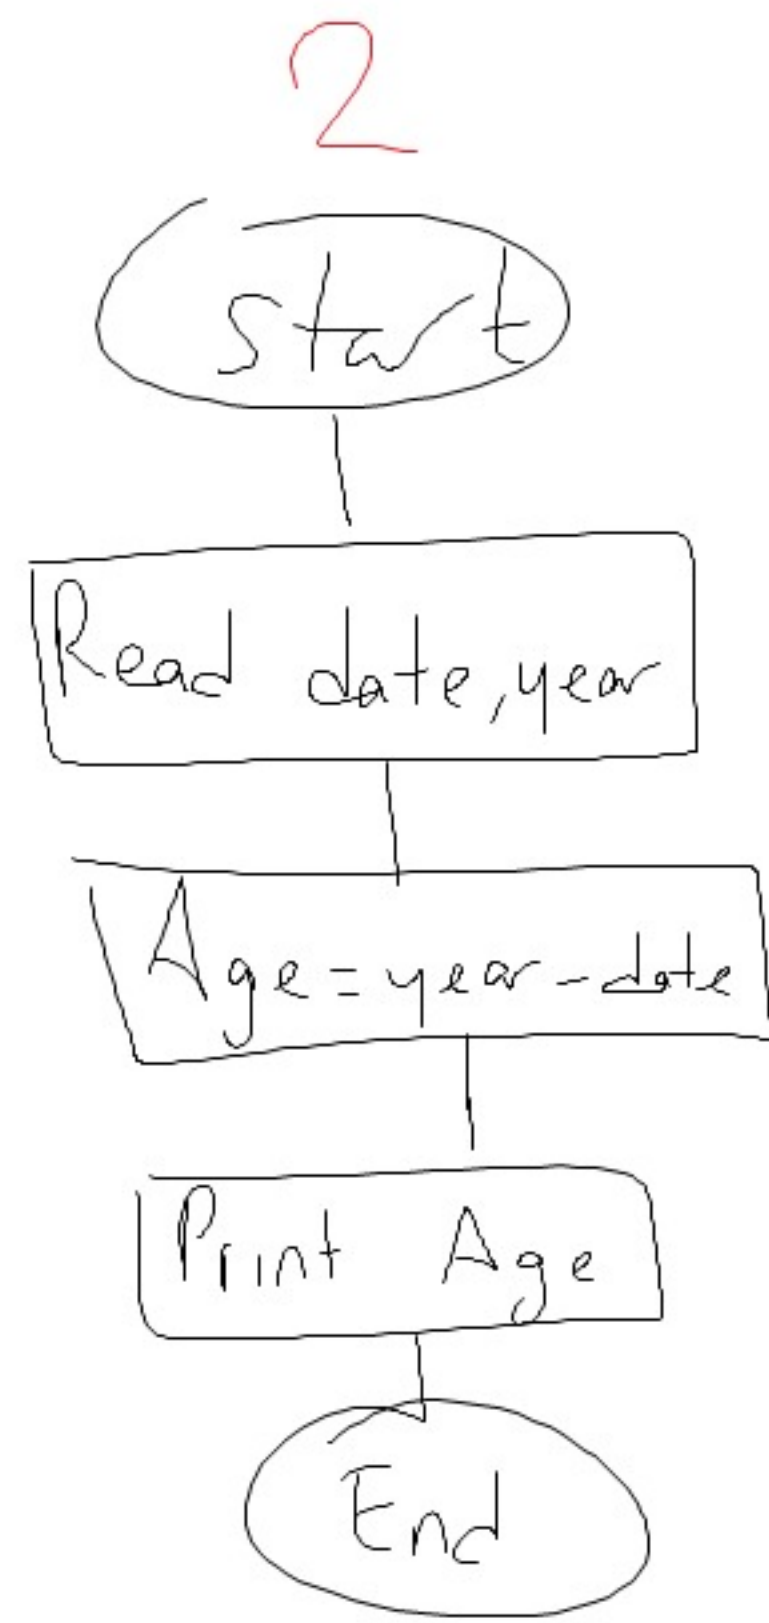 2
start
Read date, year
Age = year - date
Print Age
End